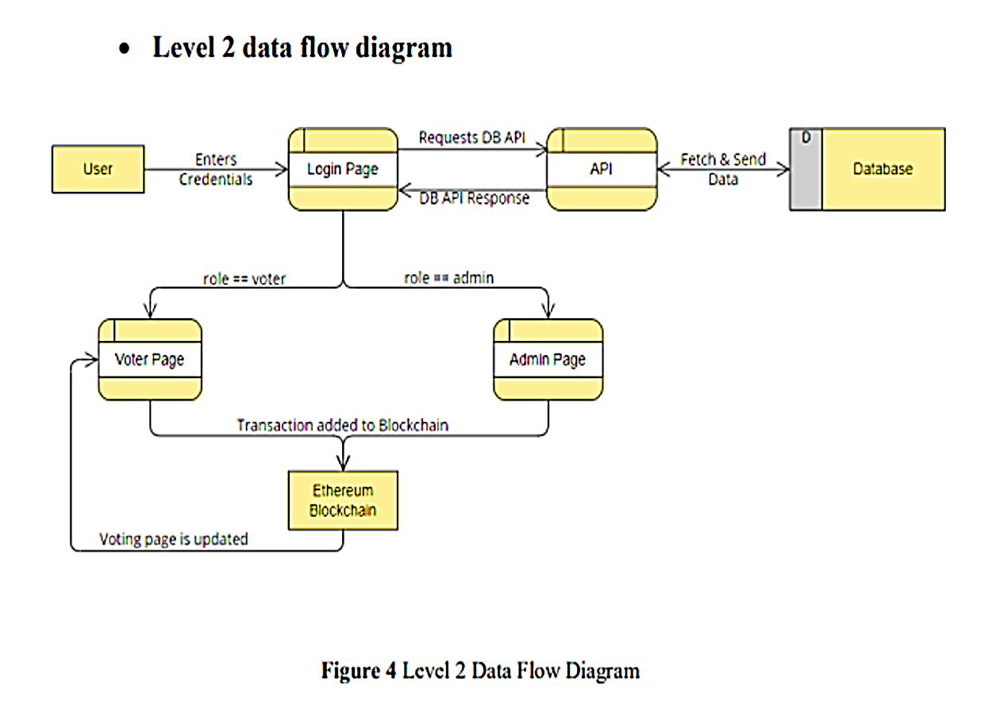 • Level 2 data flow diagram
Requests DB API
D
User
Enters
Credentials
Login Page
API
Fetch & Send
Data
Database
DB API Response
role == voter
role == admin
Voter Page
Admin Page
Transaction added to Blockchain
Ethereum
Blockchain
Voting page is updated
Figure 4 Level 2 Data Flow Diagram